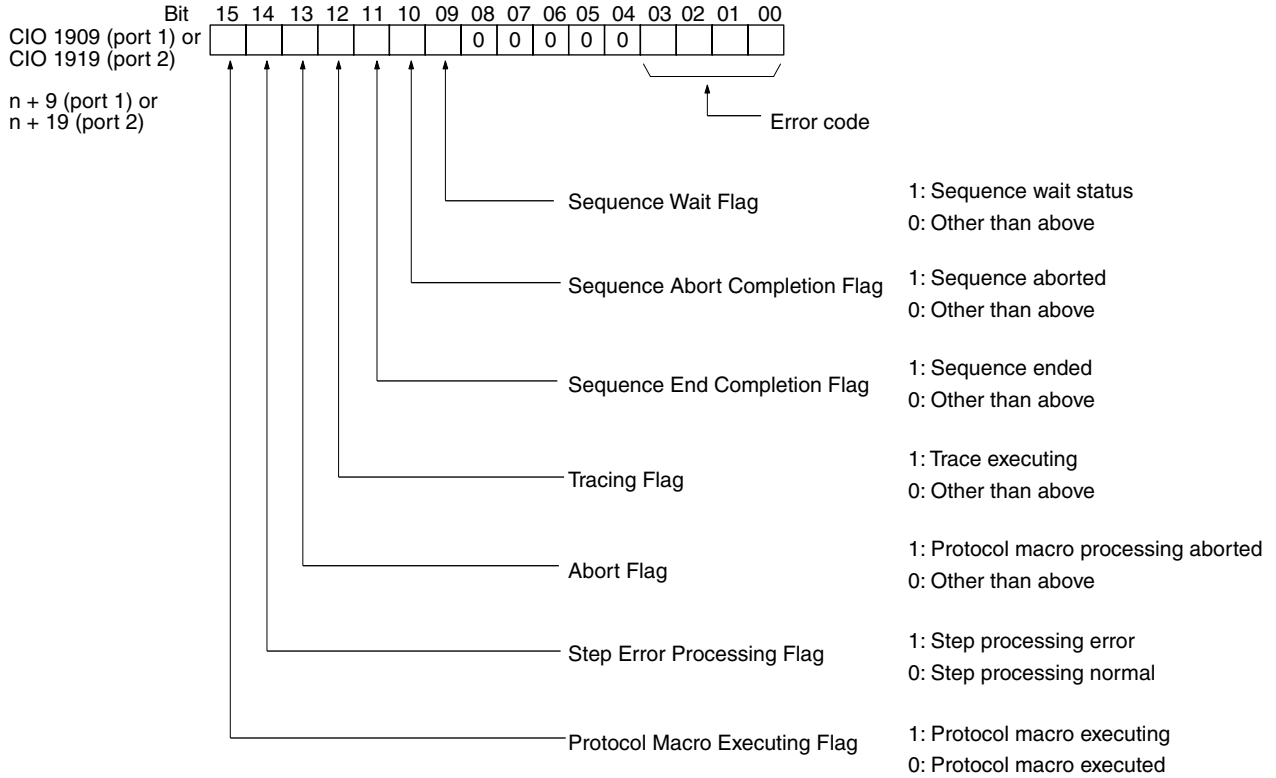 Bit 15 14 13 12 11 10 09 08 07 06 05 04 03 02 01 00
CIO 1909 (port 1) or
CIO 1919 (port 2)
0 0 0 0 0
n + 9 (port 1) or
n + 19 (port 2)
Error code
Sequence Wait Flag
1: Sequence wait status
0: Other than above
Sequence Abort Completion Flag
1: Sequence aborted
0: Other than above
Sequence End Completion Flag
1: Sequence ended
0: Other than above
Tracing Flag
1: Trace executing
0: Other than above
Abort Flag
1: Protocol macro processing aborted
0: Other than above
Step Error Processing Flag
1: Step processing error
0: Step processing normal
Protocol Macro Executing Flag
1: Protocol macro executing
0: Protocol macro executed